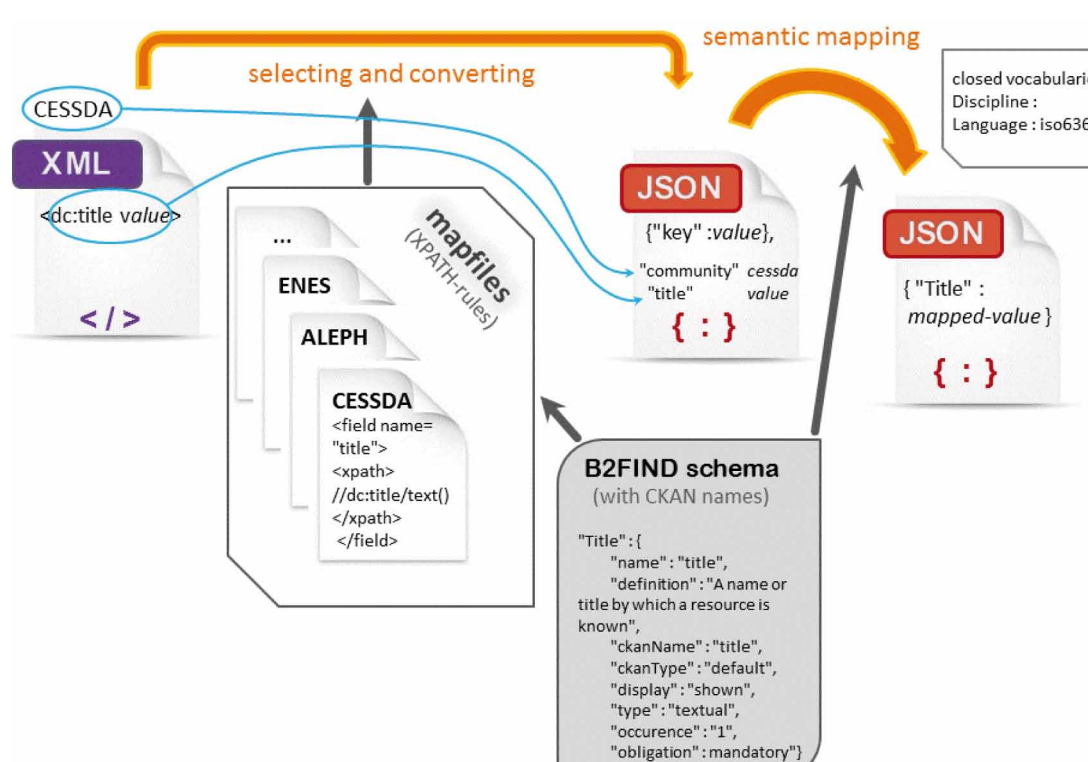 semantic mapping
selecting and converting
closed vocabularie
Discipline :
Language : iso636
CESSDA
XML
<dc:title value>
</>
mapfiles
(XPATH-rules)
...
ENES
ALEPH
CESSDA
<field name=
"title">
<xpath>
//dc:title/text()
</xpath>
</field>
JSON
{"key" :value},
"community" cessda
"title" value
{ : }
JSON
{ "Title" :
mapped-value }
{ : }
B2FIND schema
(with CKAN names)
"Title" : {
"name" : "title",
"definition" : "A name or
title by which a resource is
known",
"ckanName" : "title",
"ckanType" : "default",
"display" : "shown",
"type" : "textual",
"occurence" : "1",
"obligation" : mandatory"}